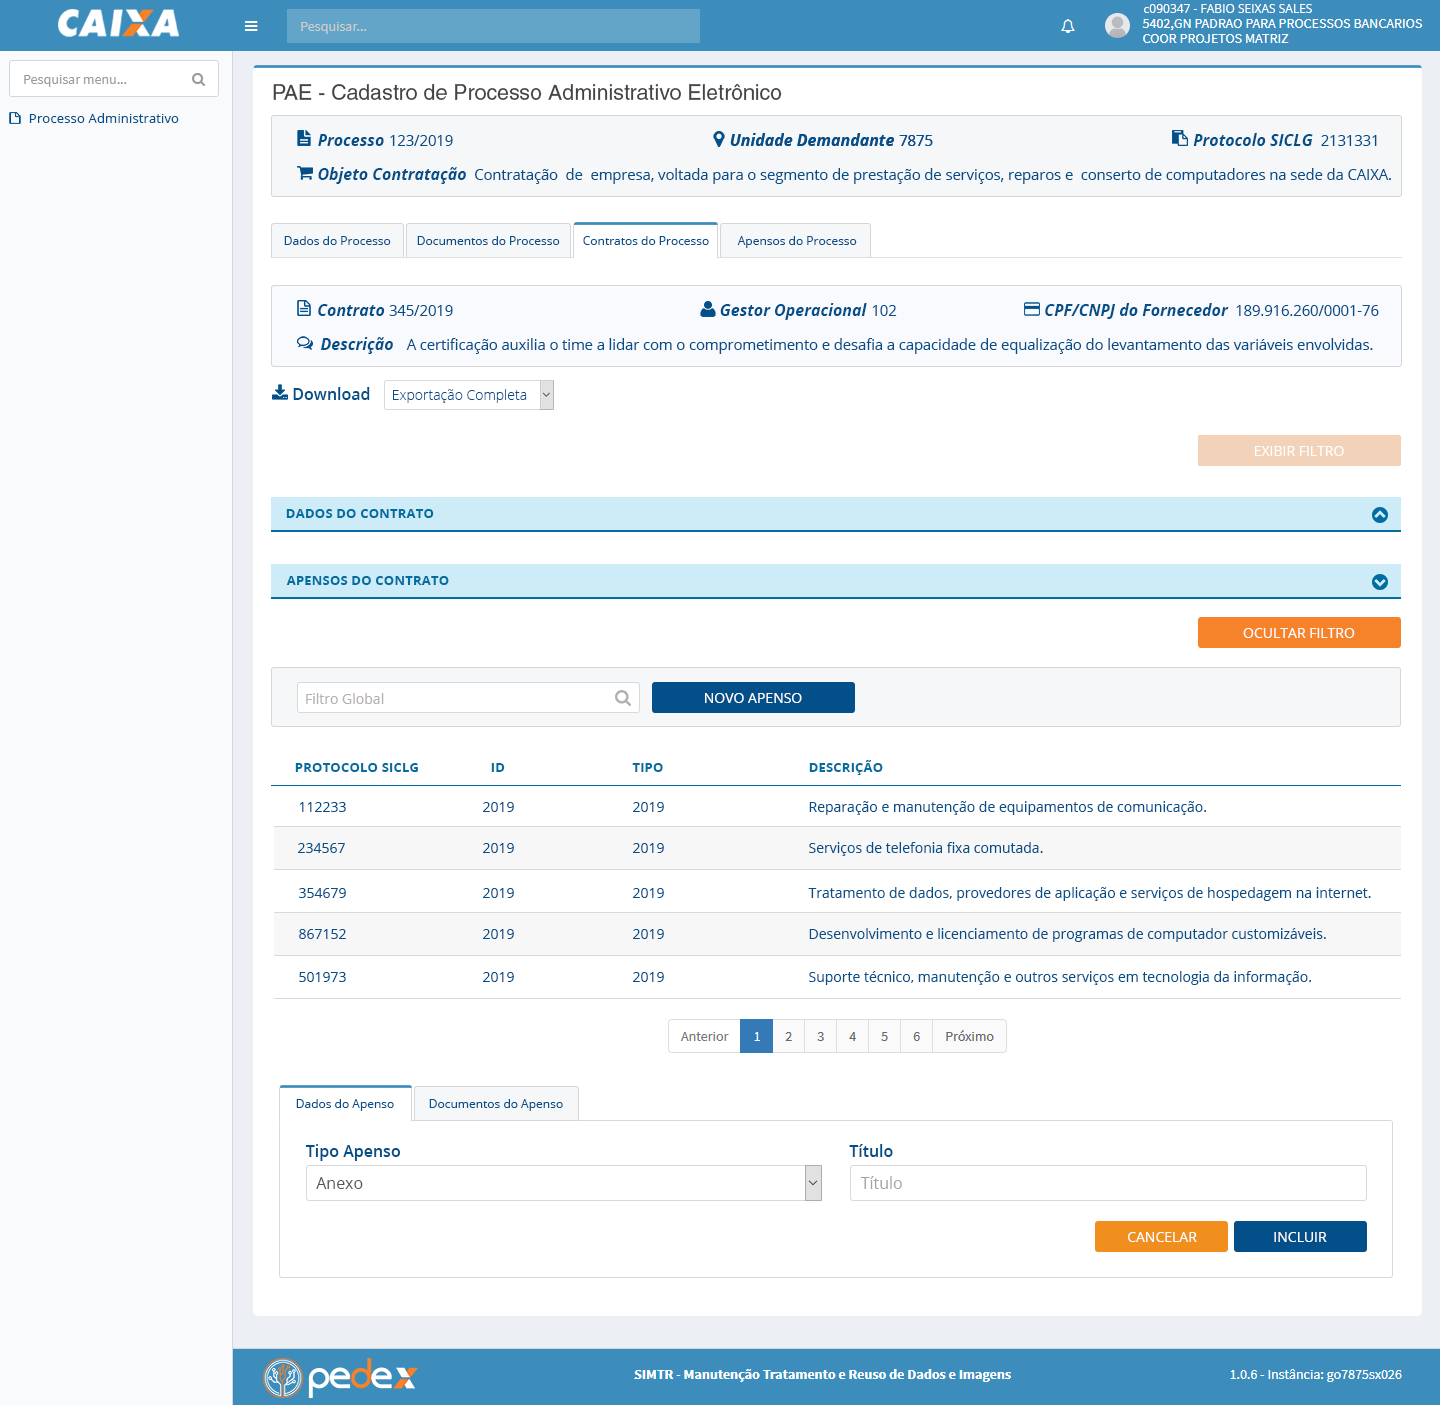 CAIXA
Pesquisar...
c090347 - FABIO SEIXAS SALES
5402,GN PADRAO PARA PROCESSOS BANCARIOS
COOR PROJETOS MATRIZ
Pesquisar menu...
Processo Administrativo
PAE - Cadastro de Processo Administrativo Eletrônico
Processo 123/2019 Unidade Demandante 7875 Protocolo SICLG 2131331
Objeto Contratação Contratação de empresa, voltada para o segmento de prestação de serviços, reparos e conserto de computadores na sede da CAIXA.
Dados do Processo Documentos do Processo Contratos do Processo Apensos do Processo
Contrato 345/2019 Gestor Operacional 102 CPF/CNPJ do Fornecedor 189.916.260/0001-76
Descrição A certificação auxilia o time a lidar com o comprometimento e desafia a capacidade de equalização do levantamento das variáveis envolvidas.
Download Exportação Completa
EXIBIR FILTRO
DADOS DO CONTRATO
APENSOS DO CONTRATO
OCULTAR FILTRO
Filtro Global NOVO APENSO
PROTOCOLO SICLG ID TIPO DESCRIÇÃO
112233 2019 2019 Reparação e manutenção de equipamentos de comunicação.
234567 2019 2019 Serviços de telefonia fixa comutada.
354679 2019 2019 Tratamento de dados, provedores de aplicação e serviços de hospedagem na internet.
867152 2019 2019 Desenvolvimento e licenciamento de programas de computador customizáveis.
501973 2019 2019 Suporte técnico, manutenção e outros serviços em tecnologia da informação.
Anterior 1 2 3 4 5 6 Próximo
Dados do Apenso Documentos do Apenso
Tipo Apenso Título
Anexo Título
CANCELAR INCLUIR
pedex SIMTR - Manutenção Tratamento e Reuso de Dados e Imagens 1.0.6 - Instância: go7875sx026